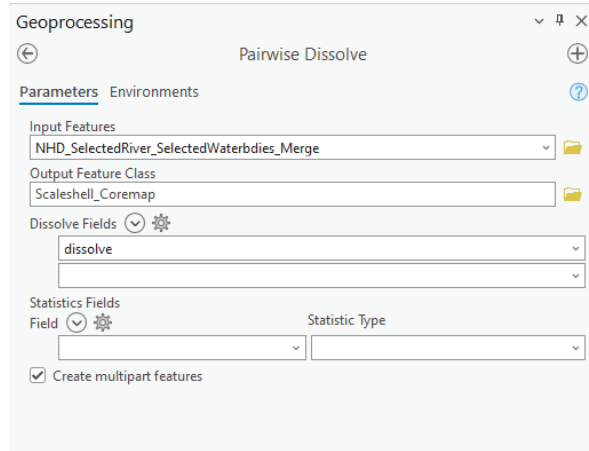 Geoprocessing
Pairwise Dissolve
Parameters Environments
Input Features
NHD_SelectedRiver_SelectedWaterbdies_Merge
Output Feature Class
Scaleshell_Coremap
Dissolve Fields
dissolve
Statistics Fields
Field Statistic Type
Create multipart features